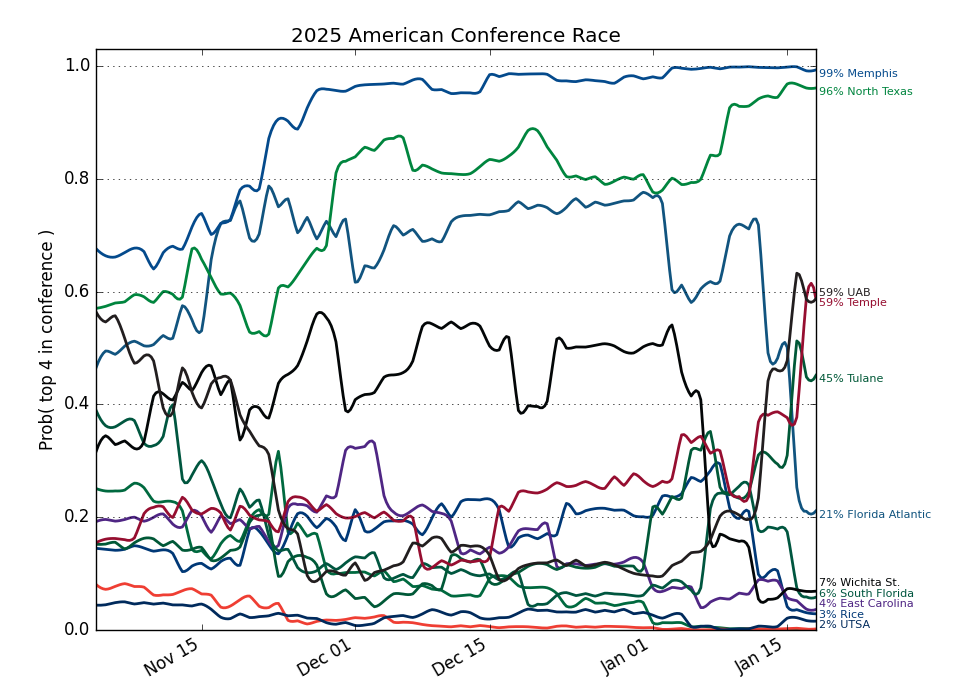 2025 American Conference Race
Prob( top 4 in conference )
1.0
0.8
0.6
0.4
0.2
0.0
Nov 15
Dec 01
Dec 15
Jan 01
Jan 15
99% Memphis
96% North Texas
59% UAB
59% Temple
45% Tulane
21% Florida Atlantic
7% Wichita St.
6% South Florida
4% East Carolina
3% Rice
2% UTSA